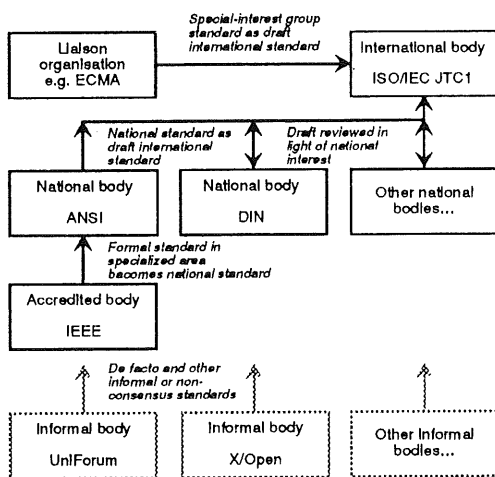 Special-interest group
standard as draft
international standard
Liaison
organisation
e.g. ECMA
International body
ISO/IEC JTC1
National standard as
draft international
standard
Draft reviewed in
light of national
interest
National body
ANSI
National body
DIN
Other national
bodies...
Formal standard in
specialized area
becomes national standard
Accredited body
IEEE
De facto and other
informal or non-
consensus standards
Informal body
UniForum
Informal body
X/Open
Other Informal
bodies...